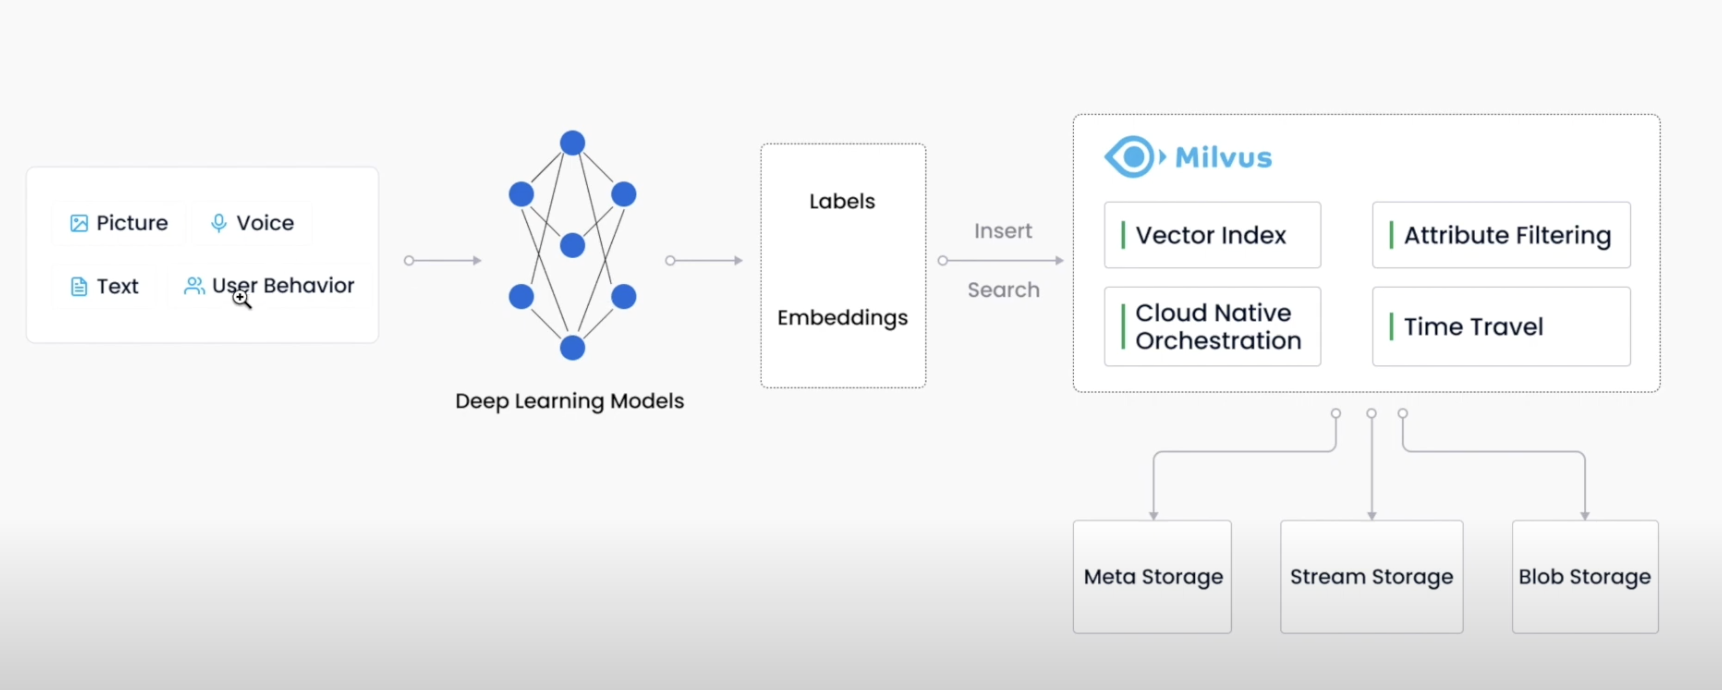 Picture
Voice
Text
User Behavior
Deep Learning Models
Labels
Embeddings
Insert
Search
Milvus
Vector Index
Attribute Filtering
Cloud Native
Orchestration
Time Travel
Meta Storage
Stream Storage
Blob Storage